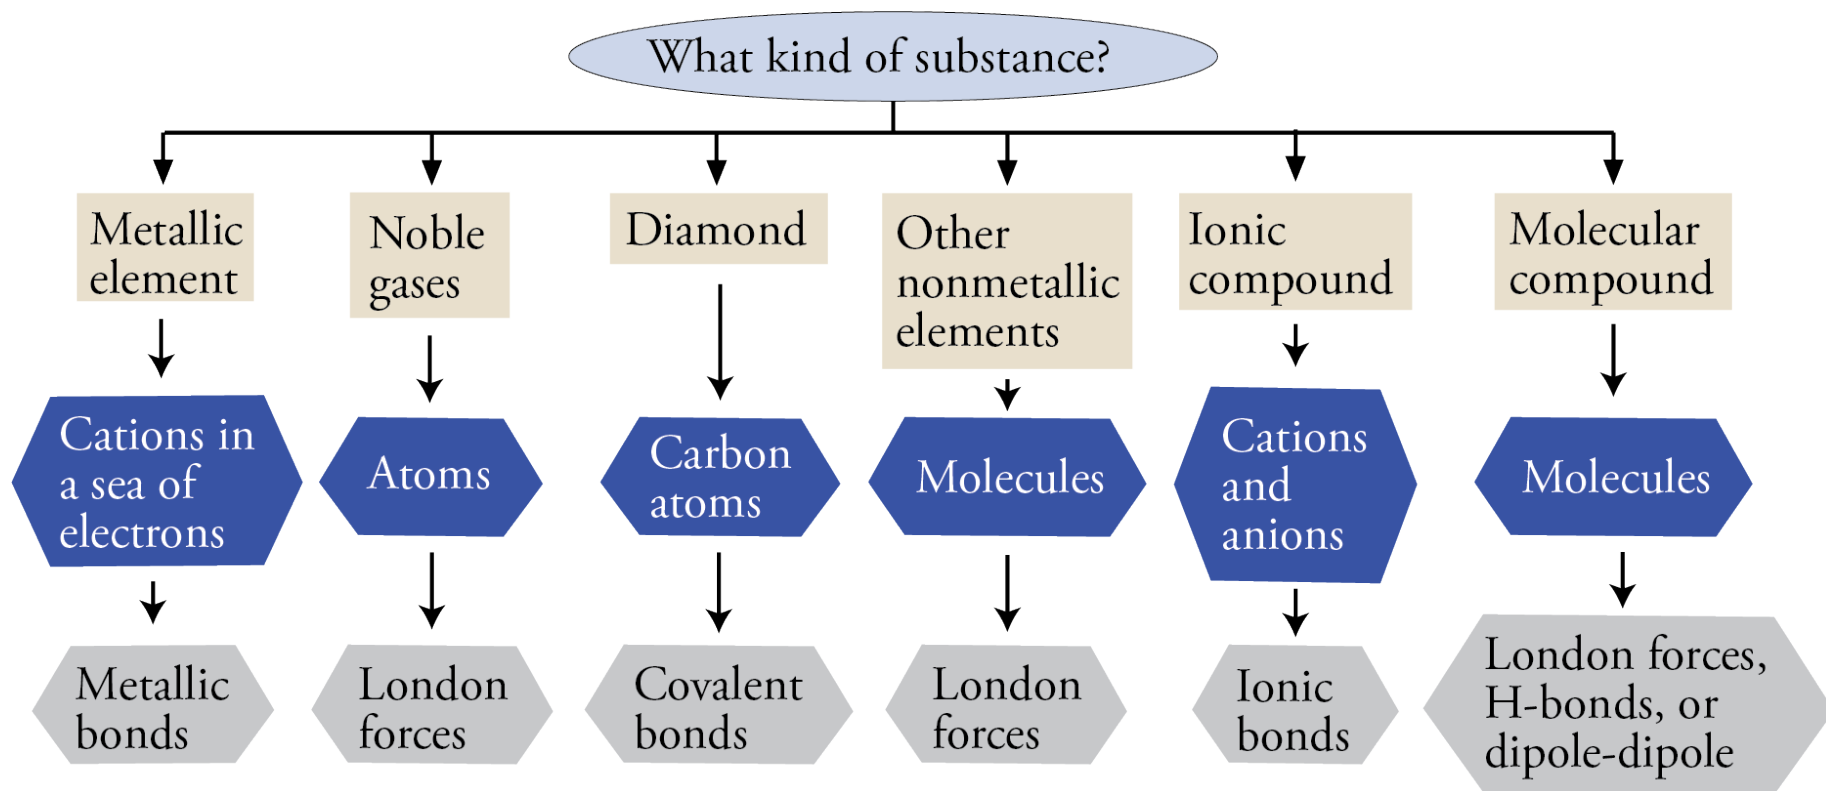 What kind of substance?
Metallic
element
Noble
gases
Diamond
Other
nonmetallic
elements
Ionic
compound
Molecular
compound
Cations in
a sea of
electrons
Atoms
Carbon
atoms
Molecules
Cations
and
anions
Molecules
Metallic
bonds
London
forces
Covalent
bonds
London
forces
Ionic
bonds
London forces,
H-bonds, or
dipole-dipole